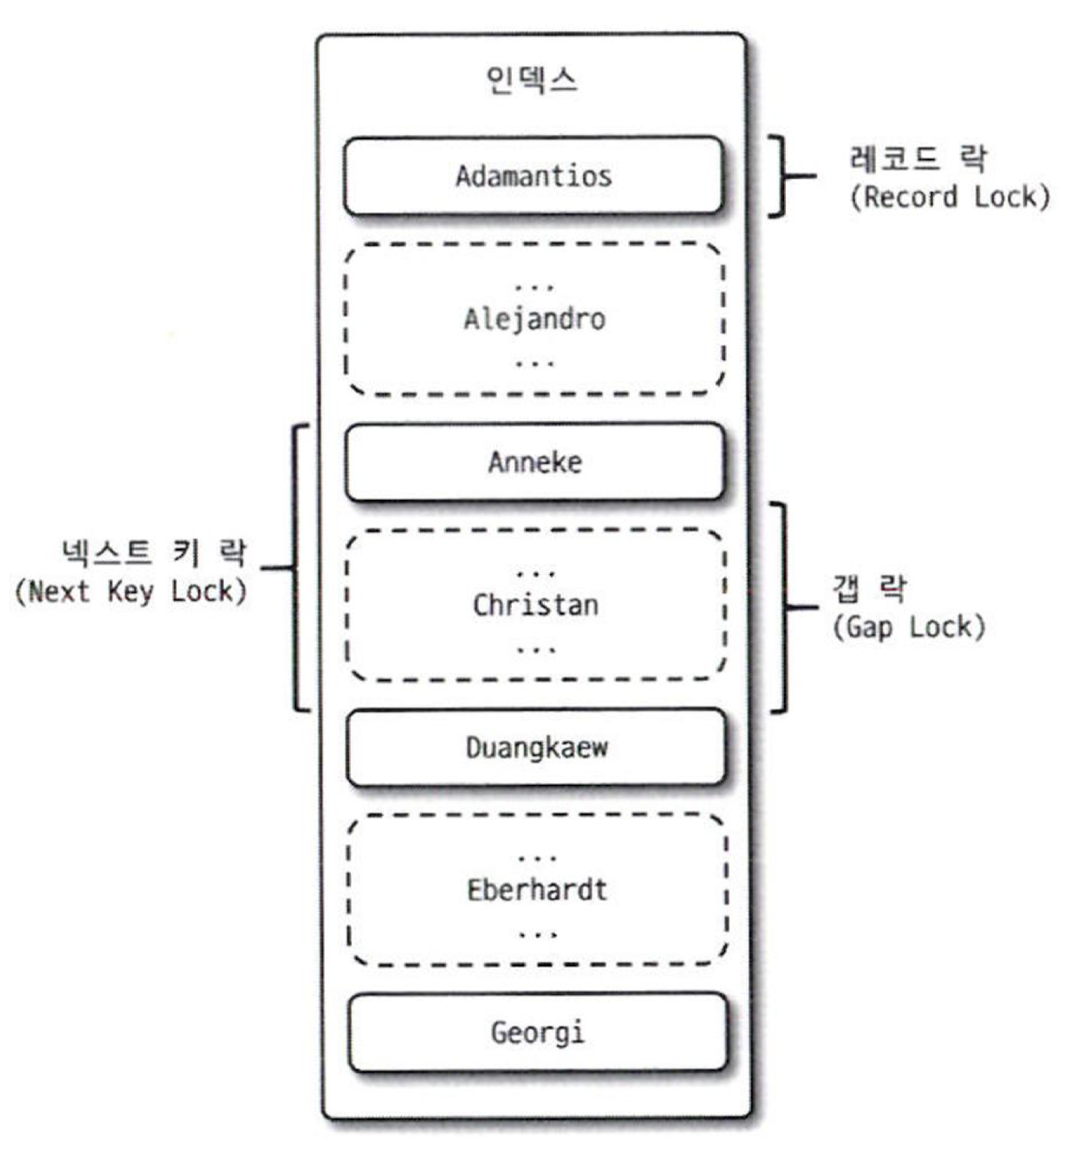 인덱스
Adamantios
레코드 락
(Record Lock)
...
Alejandro
...
Anneke
넥스트 키 락
(Next Key Lock)
...
Christan
...
갭 락
(Gap Lock)
Duangkaew
...
Eberhardt
...
Georgi